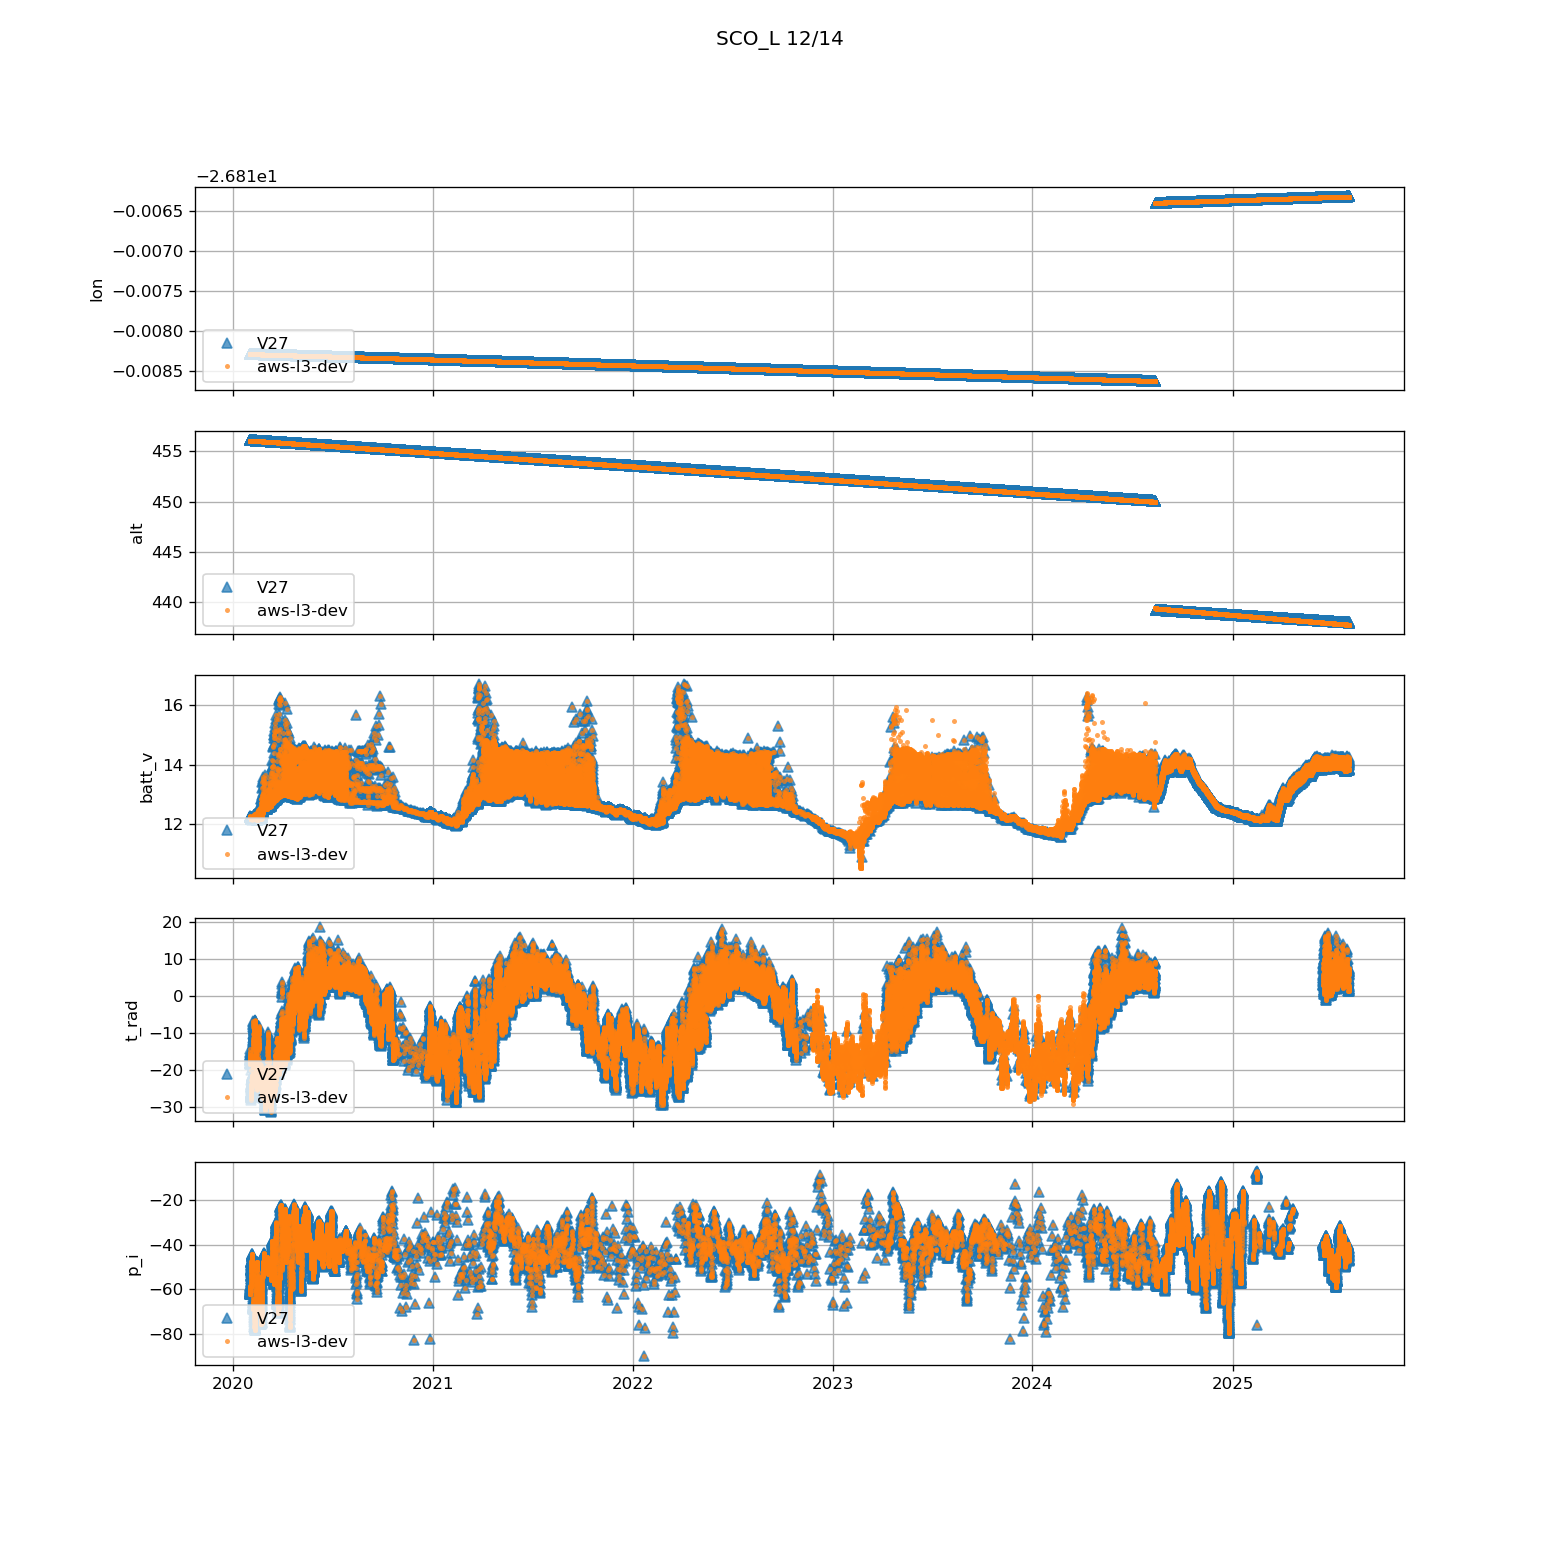 SCO_L 12/14
−2.681e1
−0.0065
−0.0070
−0.0075
−0.0080
−0.0085
lon
V27
aws-l3-dev
455
450
445
440
alt
V27
aws-l3-dev
16
14
12
batt_v
V27
aws-l3-dev
20
10
0
−10
−20
−30
t_rad
V27
aws-l3-dev
−20
−40
−60
−80
p_i
V27
aws-l3-dev
2020 2021 2022 2023 2024 2025